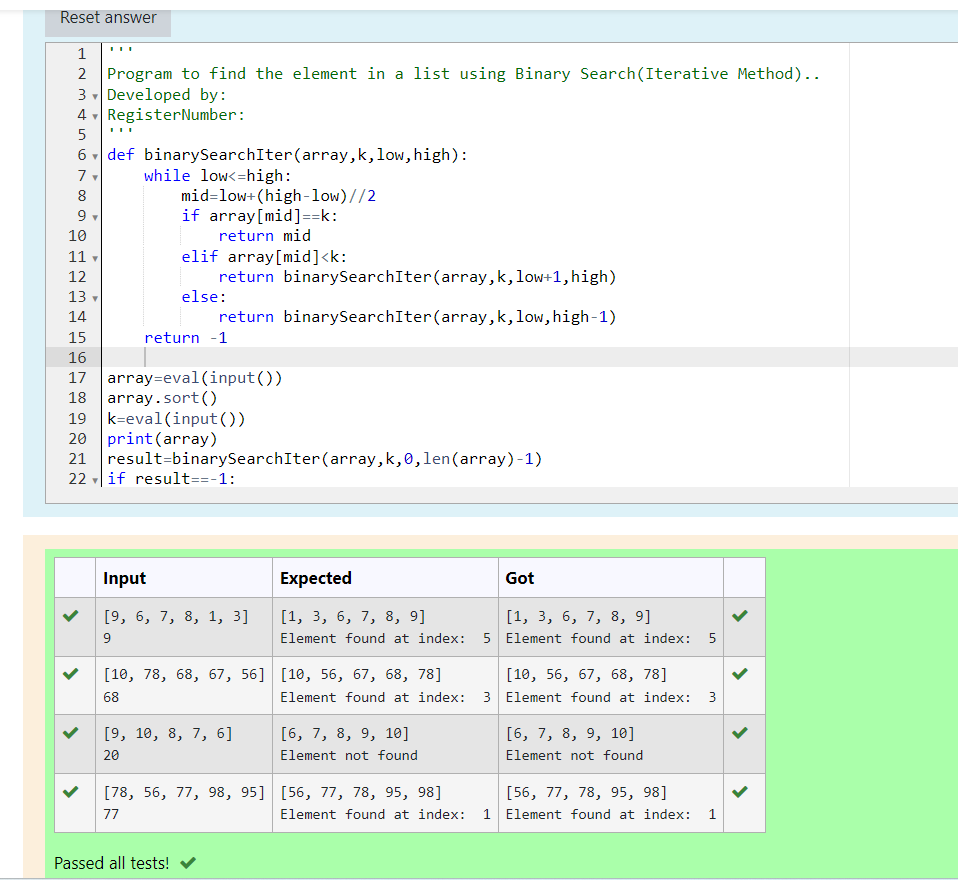 Reset answer
1 '''
2 Program to find the element in a list using Binary Search(Iterative Method)..
3 Developed by:
4 RegisterNumber:
5 '''
6 def binarySearchIter(array,k,low,high):
7     while low<=high:
8         mid=low+(high-low)//2
9         if array[mid]==k:
10             return mid
11         elif array[mid]<k:
12             return binarySearchIter(array,k,low+1,high)
13         else:
14             return binarySearchIter(array,k,low,high-1)
15     return -1
16
17 array=eval(input())
18 array.sort()
19 k=eval(input())
20 print(array)
21 result=binarySearchIter(array,k,0,len(array)-1)
22 if result==-1:
Input Expected Got
[9, 6, 7, 8, 1, 3] [1, 3, 6, 7, 8, 9] [1, 3, 6, 7, 8, 9]
9 Element found at index:  5 Element found at index:  5
[10, 78, 68, 67, 56] [10, 56, 67, 68, 78] [10, 56, 67, 68, 78]
68 Element found at index:  3 Element found at index:  3
[9, 10, 8, 7, 6] [6, 7, 8, 9, 10] [6, 7, 8, 9, 10]
20 Element not found Element not found
[78, 56, 77, 98, 95] [56, 77, 78, 95, 98] [56, 77, 78, 95, 98]
77 Element found at index:  1 Element found at index:  1
Passed all tests!